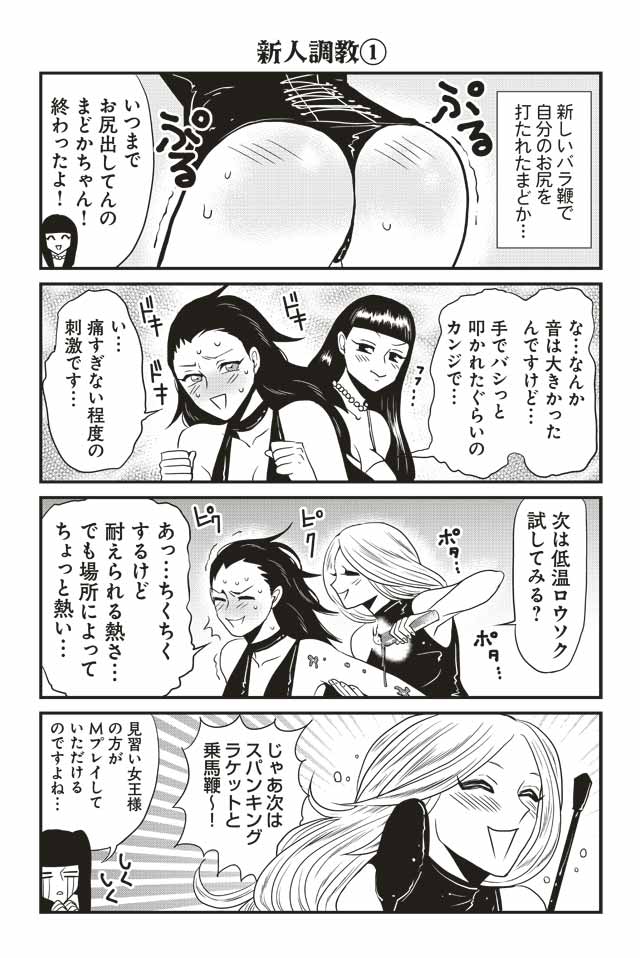 新人調教①
新しいバラ鞭で
自分のお尻を
打たれたまどか…
ぷる
ぷる
いつまで
お尻出してんの
まどかちゃん！
終わったよ！
な…なんか
音は大きかった
んですけど…
手でバシっと
叩かれたぐらいの
カンジで…
フフ…
ドキ
ドキ
い…
痛すぎない程度の
刺激です…
次は低温ロウソク
試してみる？
ポタ…
ポタ…
ピク
ピク
あっ…ちくちく
するけど
耐えられる熱さ…
でも場所によって
ちょっと熱い…
じゃあ次は
スパンキング
ラケットと
乗馬鞭〜！
見習い女王様
の方が
Mプレイして
いただける
のですよね…
しく
しく